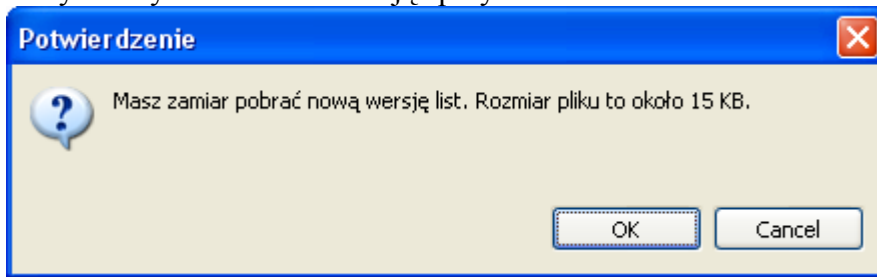 Potwierdzenie
Masz zamiar pobrać nową wersję list. Rozmiar pliku to około 15 KB.
OK
Cancel